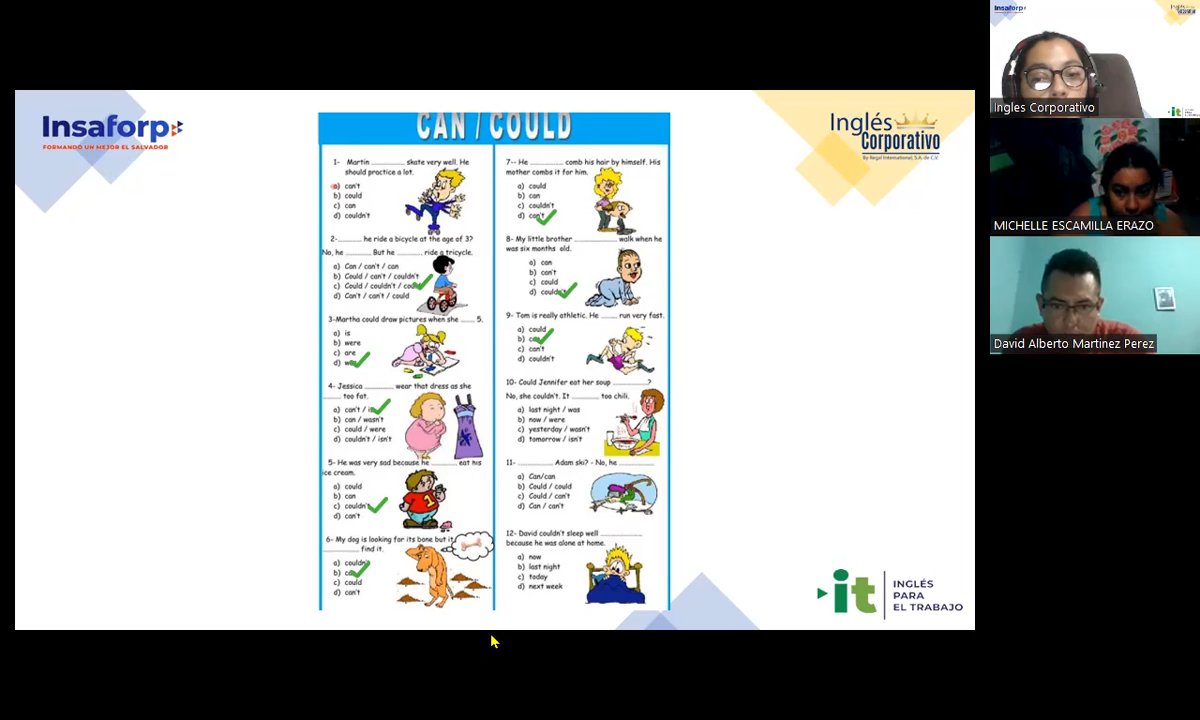 Insaforp
FORMANDO UN MEJOR EL SALVADOR
CAN / COULD
1- Martin ............ skate very well. He
should practice a lot.
a) can't
b) could
c) can
d) couldn't
2-......... he ride a bicycle at the age of 3?
No, he ......... But he ......... ride a tricycle.
a) Can / can't / can
b) Could / can't / couldn't
c) Could / couldn't /
d) Can't / can't / could
3-Martha could draw pictures when she ..... 5.
a) is
b) were
c) are
d)
4- Jessica ......... wear that dress as she
...... too fat.
a) can't /
b) can / wasn't
c) could / were
d) couldn't / isn't
5- He was very sad because he ......... eat his
ice cream.
a) could
b) can
c) couldn't
d) can't
6- My dog is looking for its bone but it
............ find it.
a) couldn't
b)
c) could
d) can't
7-- He ............ comb his hair by himself. His
mother combs it for him.
a) could
b) can
c) couldn't
d) can't
8- My little brother ............ walk when he
was six months old.
a) can
b) can't
c) could
d) couldn't
9- Tom is really athletic. He ...... run very fast.
a) could
b)
c) can't
d) couldn't
10- Could Jennifer eat her soup ............?
No, she couldn't. It ......... too chili.
a) last night / was
b) now / were
c) yesterday / wasn't
d) tomorrow / isn't
11- ............ Adam ski? - No, he ............
a) Can/can
b) Could / could
c) Could / can't
d) Can / can't
12- David couldn't sleep well ............
because he was alone at home.
a) now
b) last night
c) today
d) next week
Inglés
Corporativo
By Regal International, S.A. de C.V.
it
INGLÉS
PARA
EL TRABAJO
Insaforp
Ingles Corporativo
MICHELLE ESCAMILLA ERAZO
David Alberto Martinez Perez